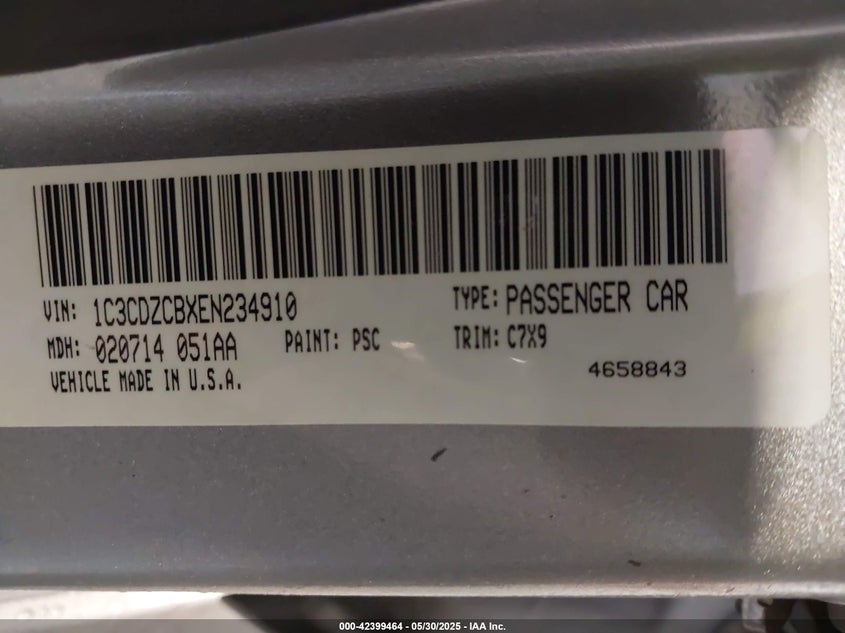 VIN: 1C3CDZCBXEN234910 TYPE: PASSENGER CAR
MDH: 020714 051AA PAINT: PSC TRIM: C7X9
VEHICLE MADE IN U.S.A. 4658843
000-42399464 - 05/30/2025 - IAA Inc.